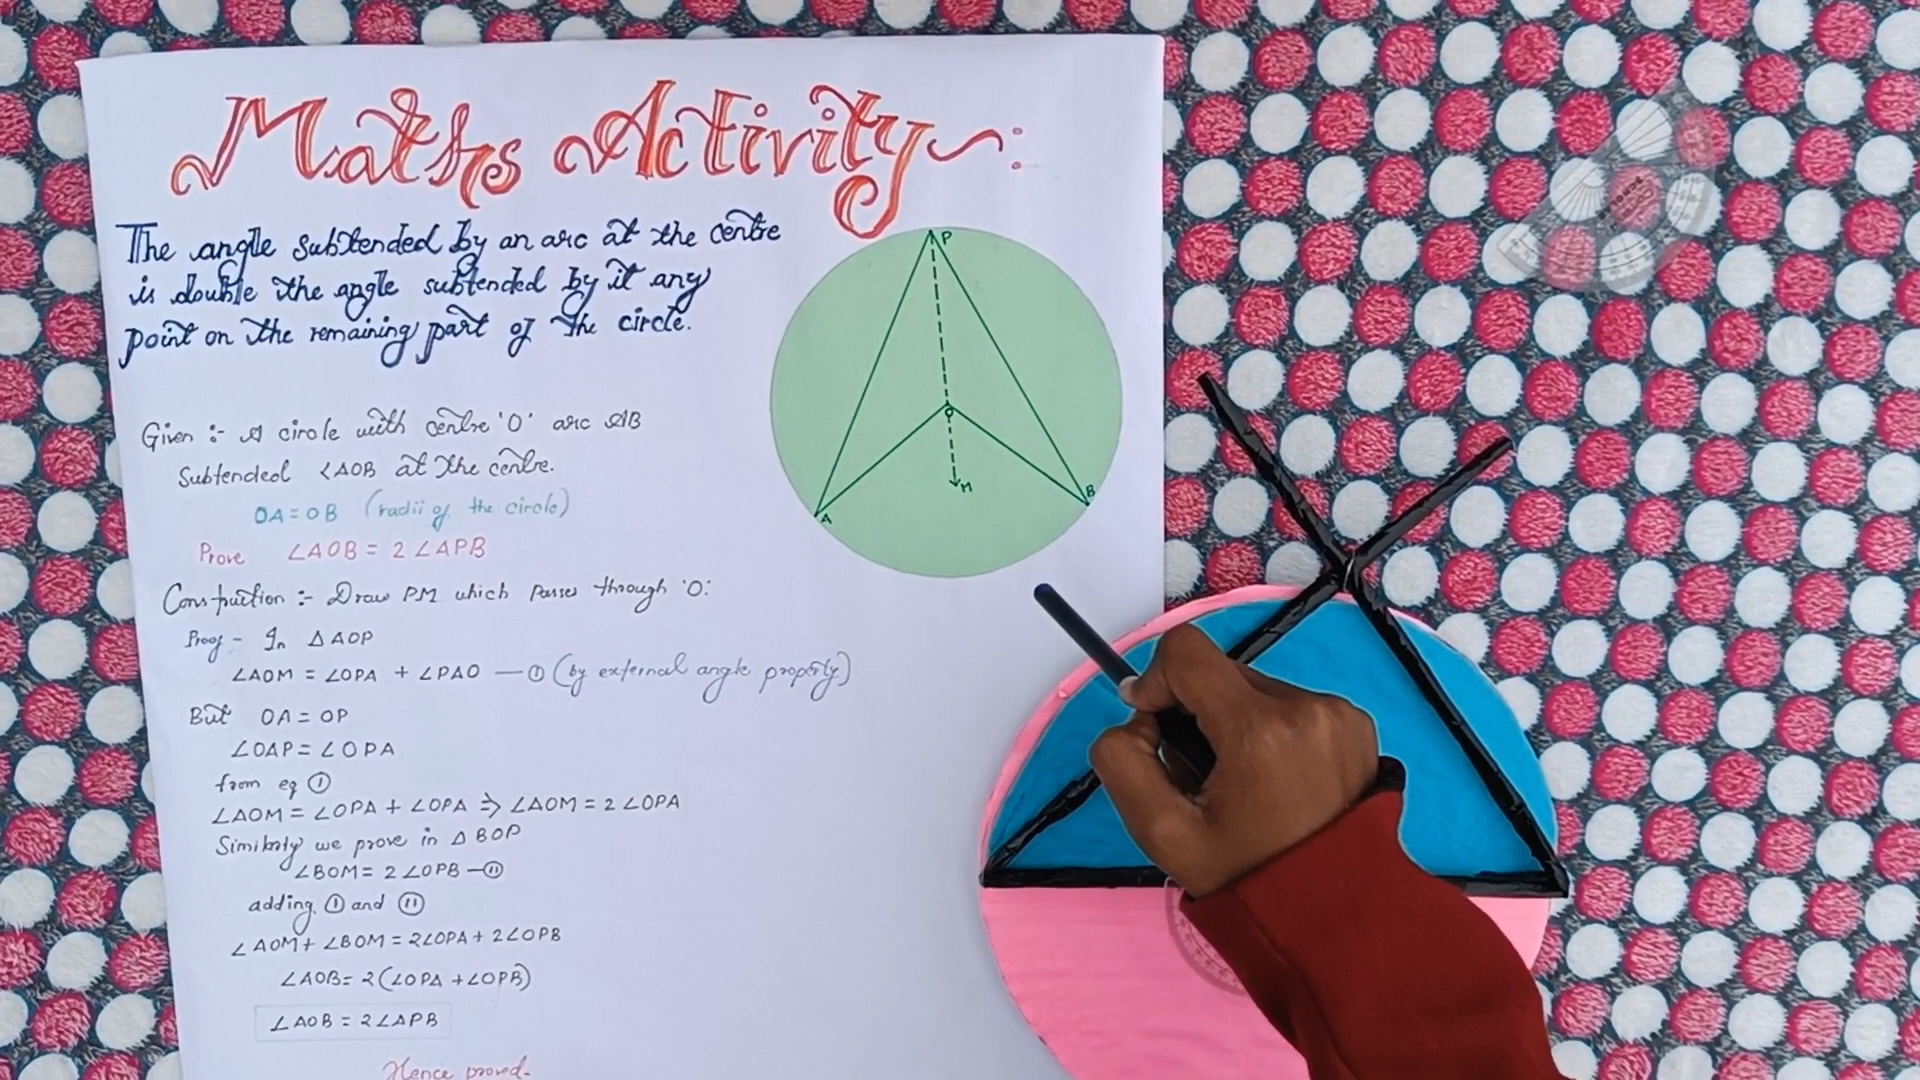 Maths Activity :
The angle subtended by an arc at the centre
is double the angle subtended by it any
point on the remaining part of the circle.
Given :- A circle with centre 'O' arc AB
Subtended ∠AOB at the centre.
OA = OB (radii of the circle)
Prove ∠AOB = 2∠APB
Construction :- Draw PM which Passes through 'O'.
Proof - In ΔAOP
∠AOM = ∠OPA + ∠PAO — ① (by external angle property)
But OA = OP
∠OAP = ∠OPA
from eq ①
∠AOM = ∠OPA + ∠OPA ⇒ ∠AOM = 2∠OPA
Similarly we prove in ΔBOP
∠BOM = 2∠OPB — ⑪
adding ① and ⑪
∠AOM + ∠BOM = 2∠OPA + 2∠OPB
∠AOB = 2(∠OPA + ∠OPB)
∠AOB = 2∠APB
Hence proved.
P
O
M
A
B